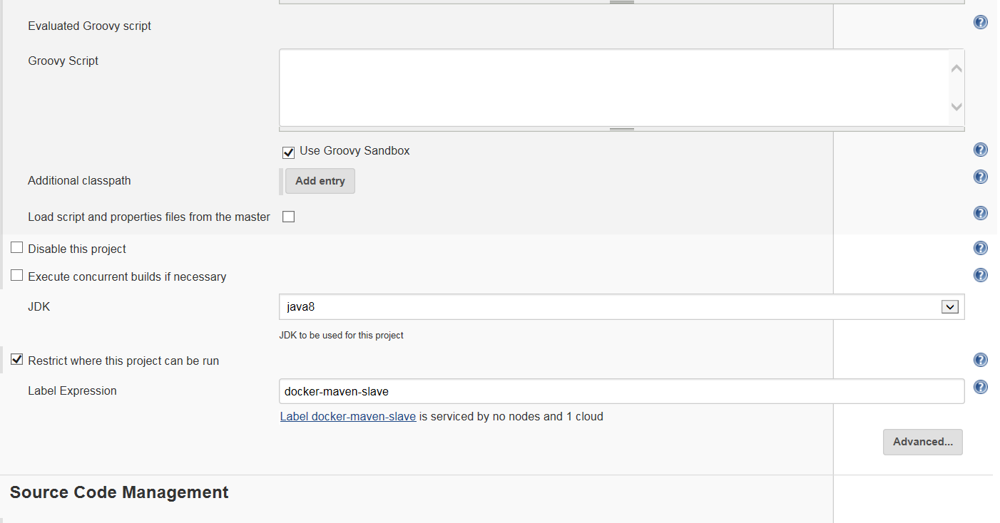 Evaluated Groovy script
Groovy Script
Use Groovy Sandbox
Additional classpath
Add entry
Load script and properties files from the master
Disable this project
Execute concurrent builds if necessary
JDK
java8
JDK to be used for this project
Restrict where this project can be run
Label Expression
docker-maven-slave
Label docker-maven-slave is serviced by no nodes and 1 cloud
Advanced...
Source Code Management